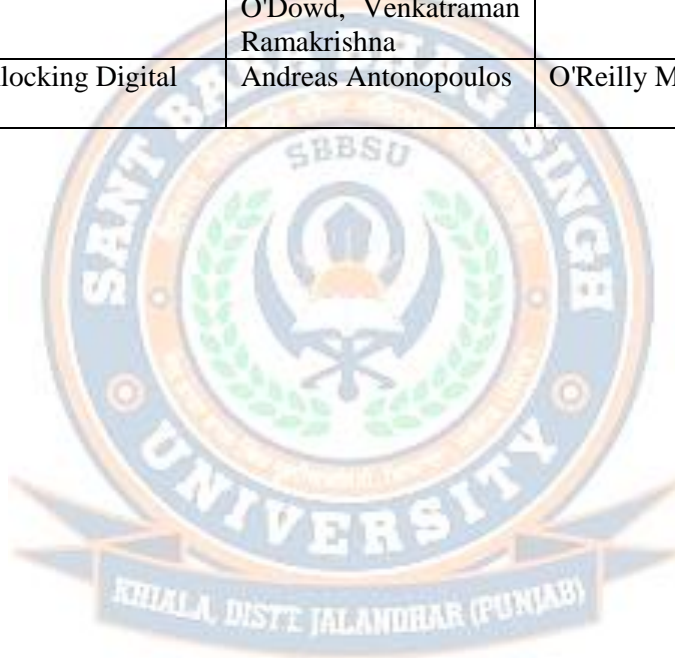 O'Dowd, Venkatraman
Ramakrishna
locking Digital Andreas Antonopoulos O'Reilly M
SANT BABA BHAG SINGH
SBBSU
UNIVERSITY
KHIALA, DISTT JALANDHAR (PUNJAB)